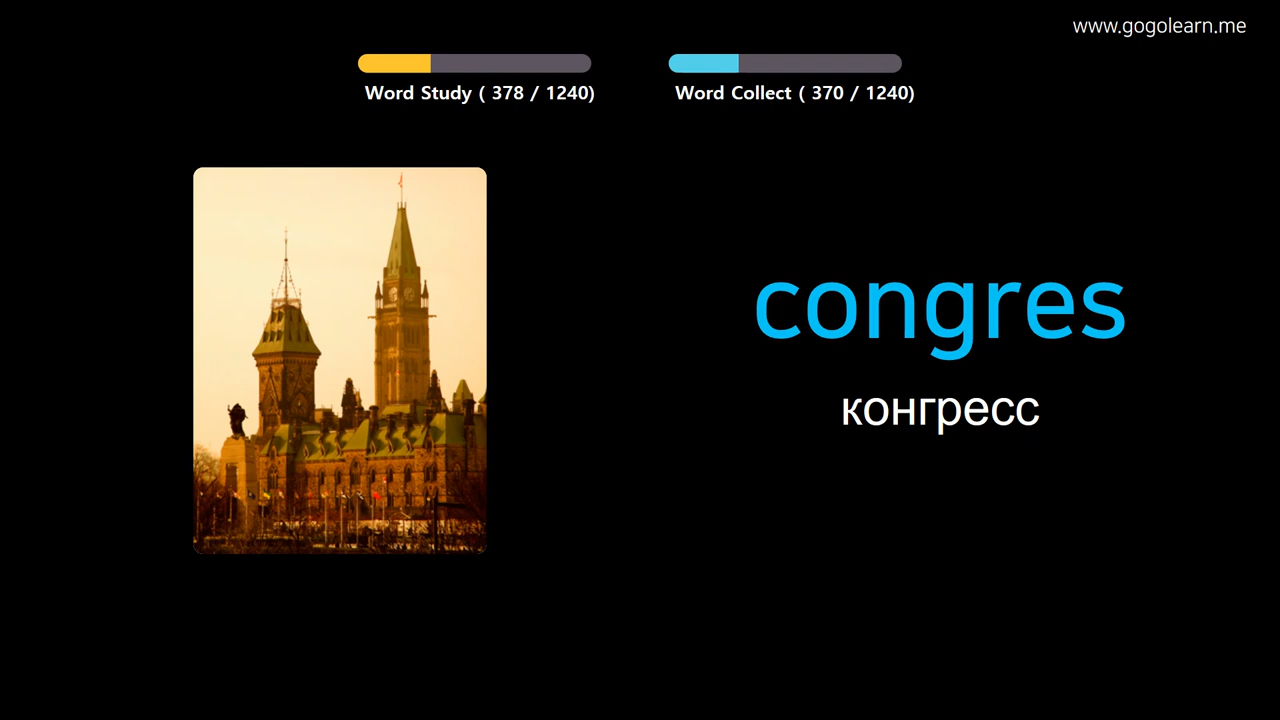 www.gogolearn.me
Word Study ( 378 / 1240)
Word Collect ( 370 / 1240)
congres
конгресс